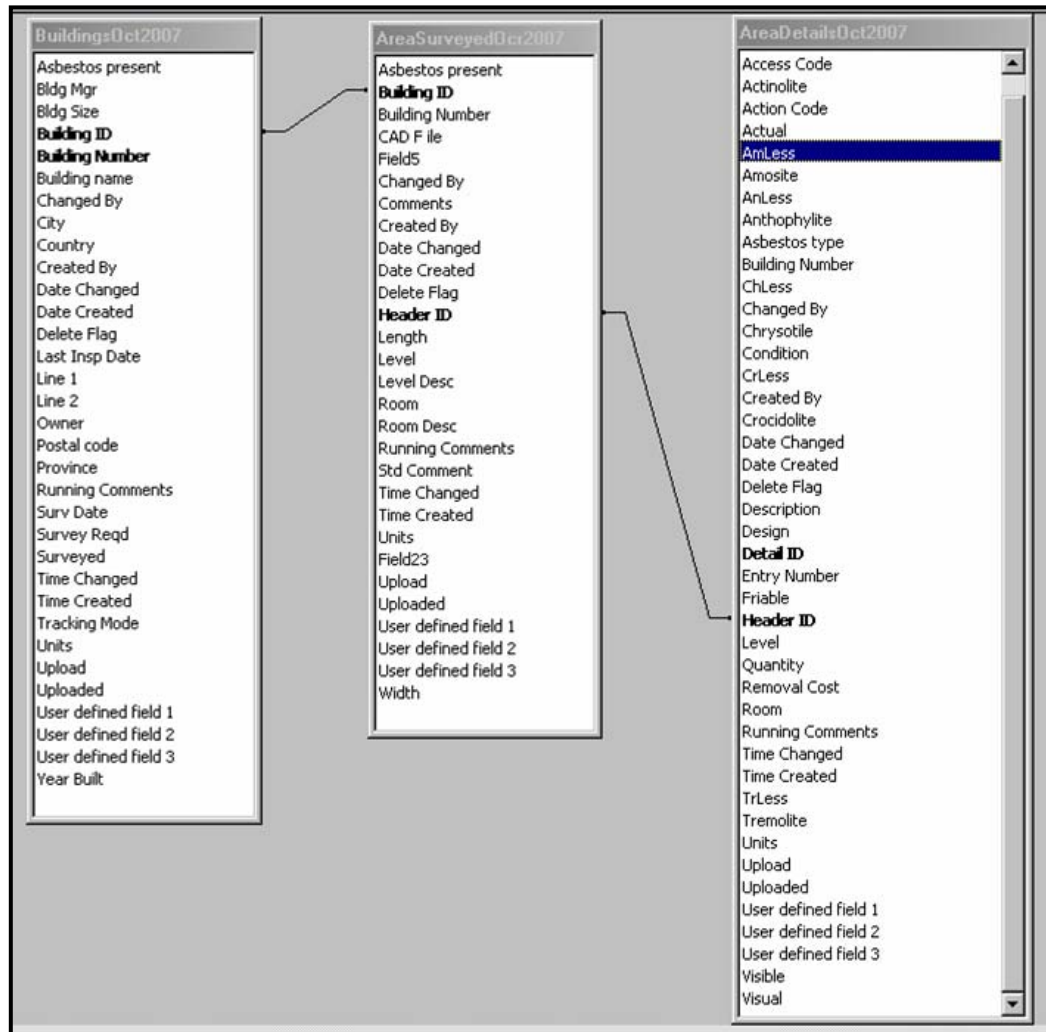 BuildingsOct2007
Asbestos present
Bldg Mgr
Bldg Size
Building ID
Building Number
Building name
Changed By
City
Country
Created By
Date Changed
Date Created
Delete Flag
Last Insp Date
Line 1
Line 2
Owner
Postal code
Province
Running Comments
Surv Date
Survey Reqd
Surveyed
Time Changed
Time Created
Tracking Mode
Units
Upload
Uploaded
User defined field 1
User defined field 2
User defined field 3
Year Built
AreaSurveyedOcr2007
Asbestos present
Building ID
Building Number
CAD F ile
Field5
Changed By
Comments
Created By
Date Changed
Date Created
Delete Flag
Header ID
Length
Level
Level Desc
Room
Room Desc
Running Comments
Std Comment
Time Changed
Time Created
Units
Field23
Upload
Uploaded
User defined field 1
User defined field 2
User defined field 3
Width
AreaDetailsOct2007
Access Code
Actinolite
Action Code
Actual
AmLess
Amosite
AnLess
Anthophylite
Asbestos type
Building Number
ChLess
Changed By
Chrysotile
Condition
CrLess
Created By
Crocidolite
Date Changed
Date Created
Delete Flag
Description
Design
Detail ID
Entry Number
Friable
Header ID
Level
Quantity
Removal Cost
Room
Running Comments
Time Changed
Time Created
TrLess
Tremolite
Units
Upload
Uploaded
User defined field 1
User defined field 2
User defined field 3
Visible
Visual